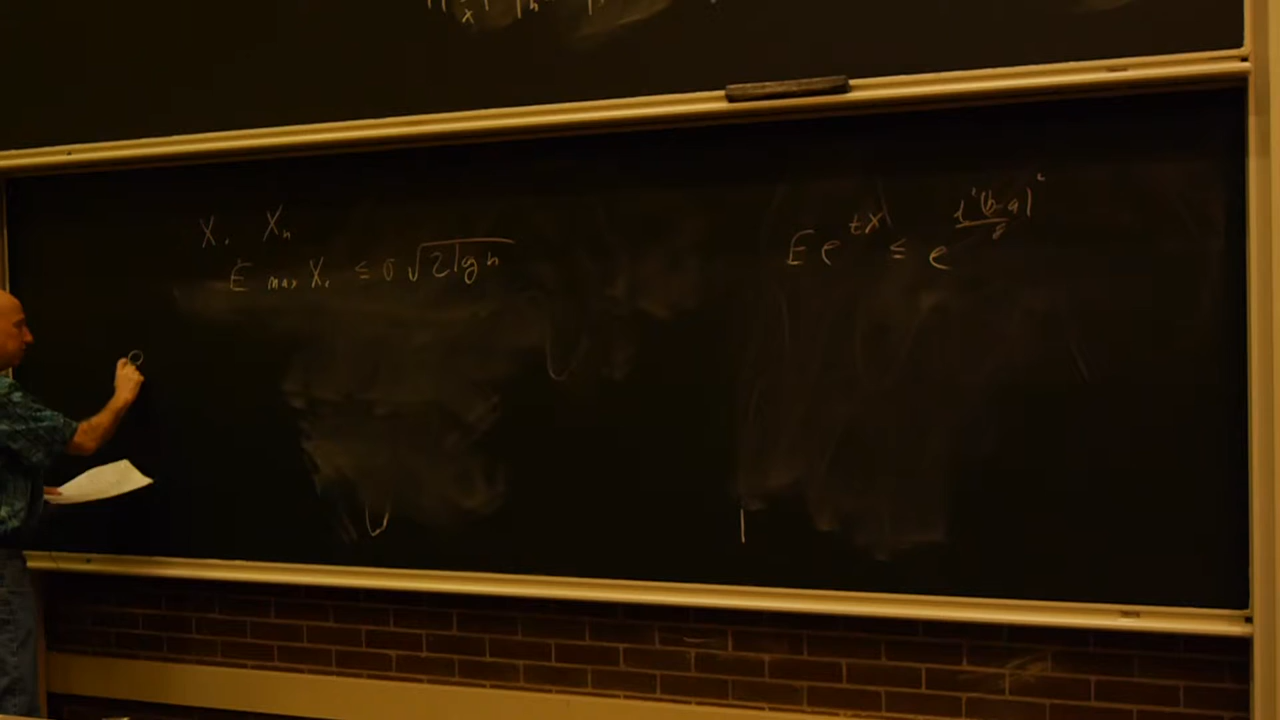 X₁ Xₙ
E max Xᵢ ≤ σ √(2 lg n)
E e^{tX} ≤ e^{t²(b-a)²/8}